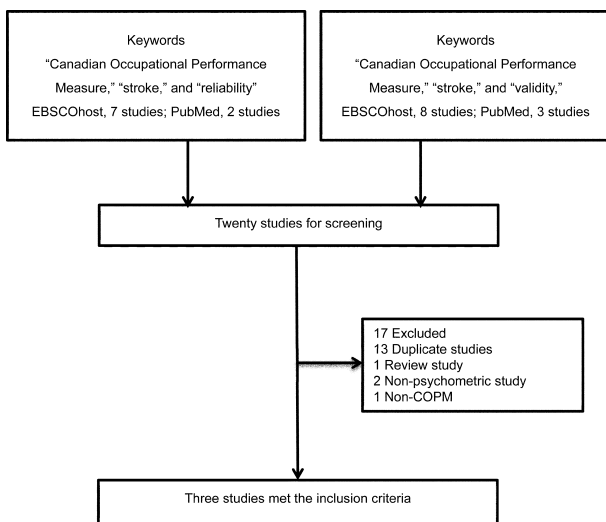 Keywords
“Canadian Occupational Performance
Measure,” “stroke,” and “reliability”
EBSCOhost, 7 studies; PubMed, 2 studies
Keywords
“Canadian Occupational Performance
Measure,” “stroke,” and “validity,”
EBSCOhost, 8 studies; PubMed, 3 studies
Twenty studies for screening
17 Excluded
13 Duplicate studies
1 Review study
2 Non-psychometric study
1 Non-COPM
Three studies met the inclusion criteria